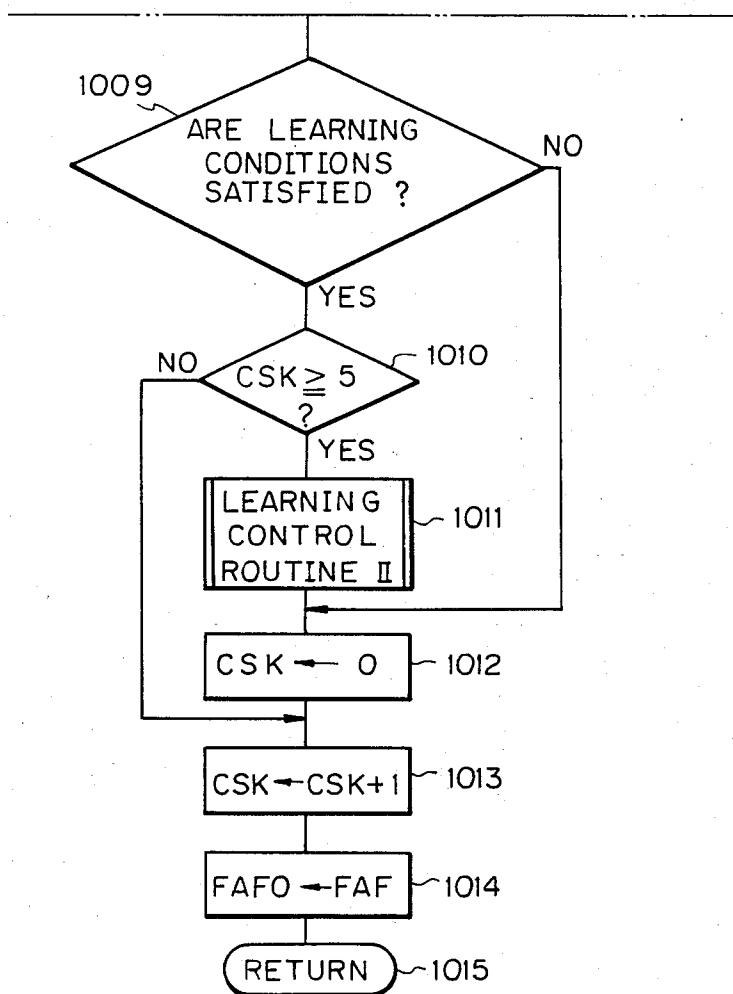 1009
ARE LEARNING
CONDITIONS
SATISFIED ?
NO
YES
NO
CSK ≧ 5
?
1010
YES
LEARNING
CONTROL
ROUTINE II
1011
CSK ← 0
1012
CSK ← CSK+1
1013
FAFO ← FAF
1014
RETURN
1015